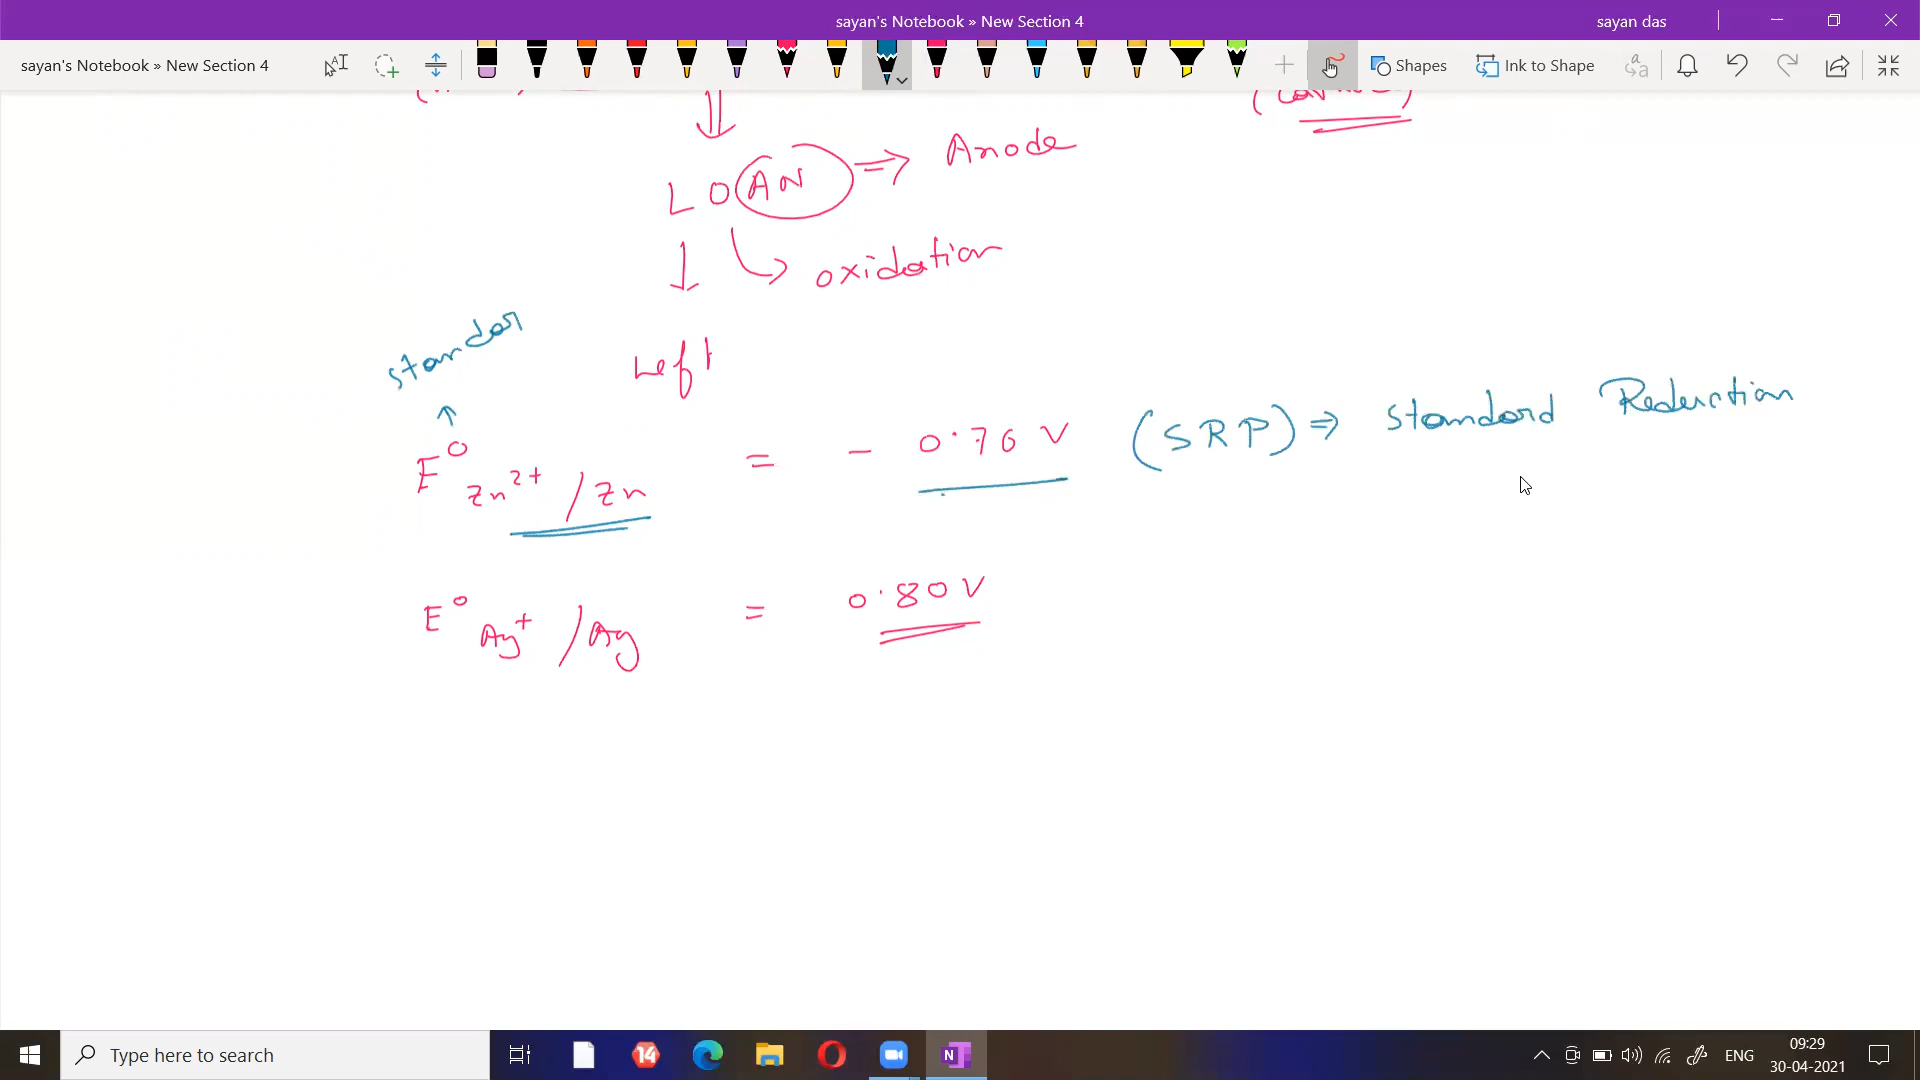 sayan's Notebook » New Section 4
sayan das
sayan's Notebook » New Section 4
Shapes
Ink to Shape
LOAN ⇒ Anode
oxidation
Left
standar
E° Zn2+ /Zn = - 0.76 V (SRP) ⇒ Standard Reduction
E° Ag+ /Ag = 0.80 V
Type here to search
14
N
ENG
09:29
30-04-2021